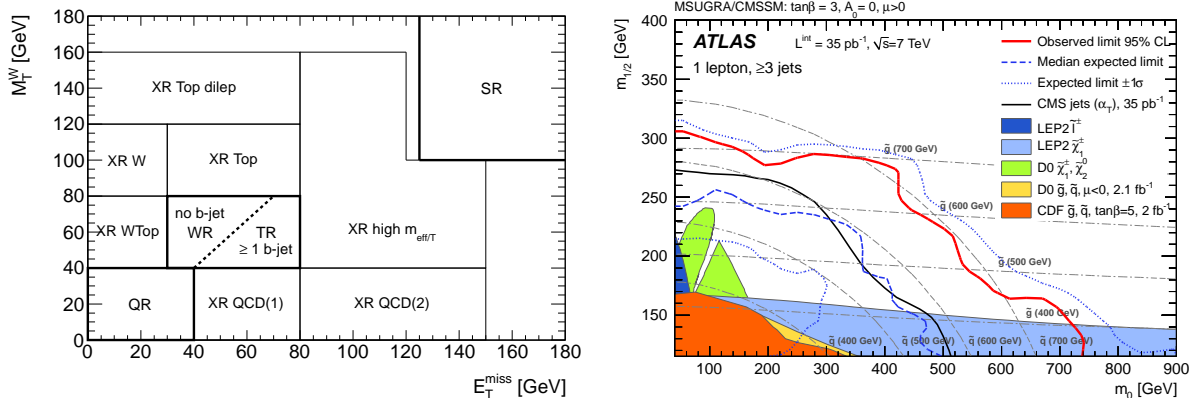 M_T^W [GeV]
180
160
140
120
100
80
60
40
20
0
XR Top dilep
SR
XR W
XR Top
XR WTop
no b-jet
WR
TR
≥ 1 b-jet
XR high m_eff/T
QR
XR QCD(1)
XR QCD(2)
0 20 40 60 80 100 120 140 160 180
E_T^miss [GeV]
MSUGRA/CMSSM: tanβ = 3, A_0 = 0, μ>0
m_1/2 [GeV]
400
350
300
250
200
150
ATLAS
L^int = 35 pb^-1, √s=7 TeV
1 lepton, ≥3 jets
Observed limit 95% CL
Median expected limit
Expected limit ±1σ
CMS jets (α_T), 35 pb^-1
LEP2 l̃^±
LEP2 χ̃_1^±
D0 χ̃_1^±, χ̃_2^0
D0 g̃, q̃, μ<0, 2.1 fb^-1
CDF g̃, q̃, tanβ=5, 2 fb^-1
g̃ (700 GeV)
g̃ (600 GeV)
g̃ (500 GeV)
g̃ (400 GeV)
q̃ (400 GeV)
q̃ (500 GeV)
q̃ (600 GeV)
q̃ (700 GeV)
100 200 300 400 500 600 700 800 900
m_0 [GeV]